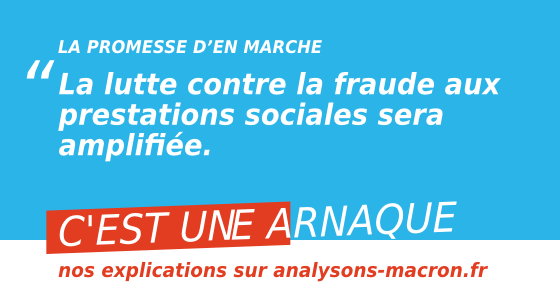 LA PROMESSE D’EN MARCHE
“ La lutte contre la fraude aux
prestations sociales sera
amplifiée.
C'EST UNE ARNAQUE
nos explications sur analysons-macron.fr